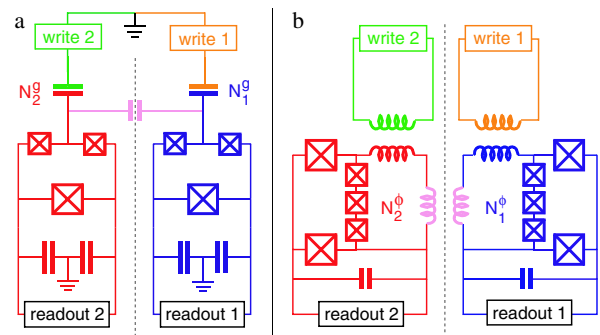 a
write 2
write 1
N₂ᵍ
N₁ᵍ
readout 2
readout 1
b
write 2
write 1
N₂ᶲ
N₁ᶲ
readout 2
readout 1